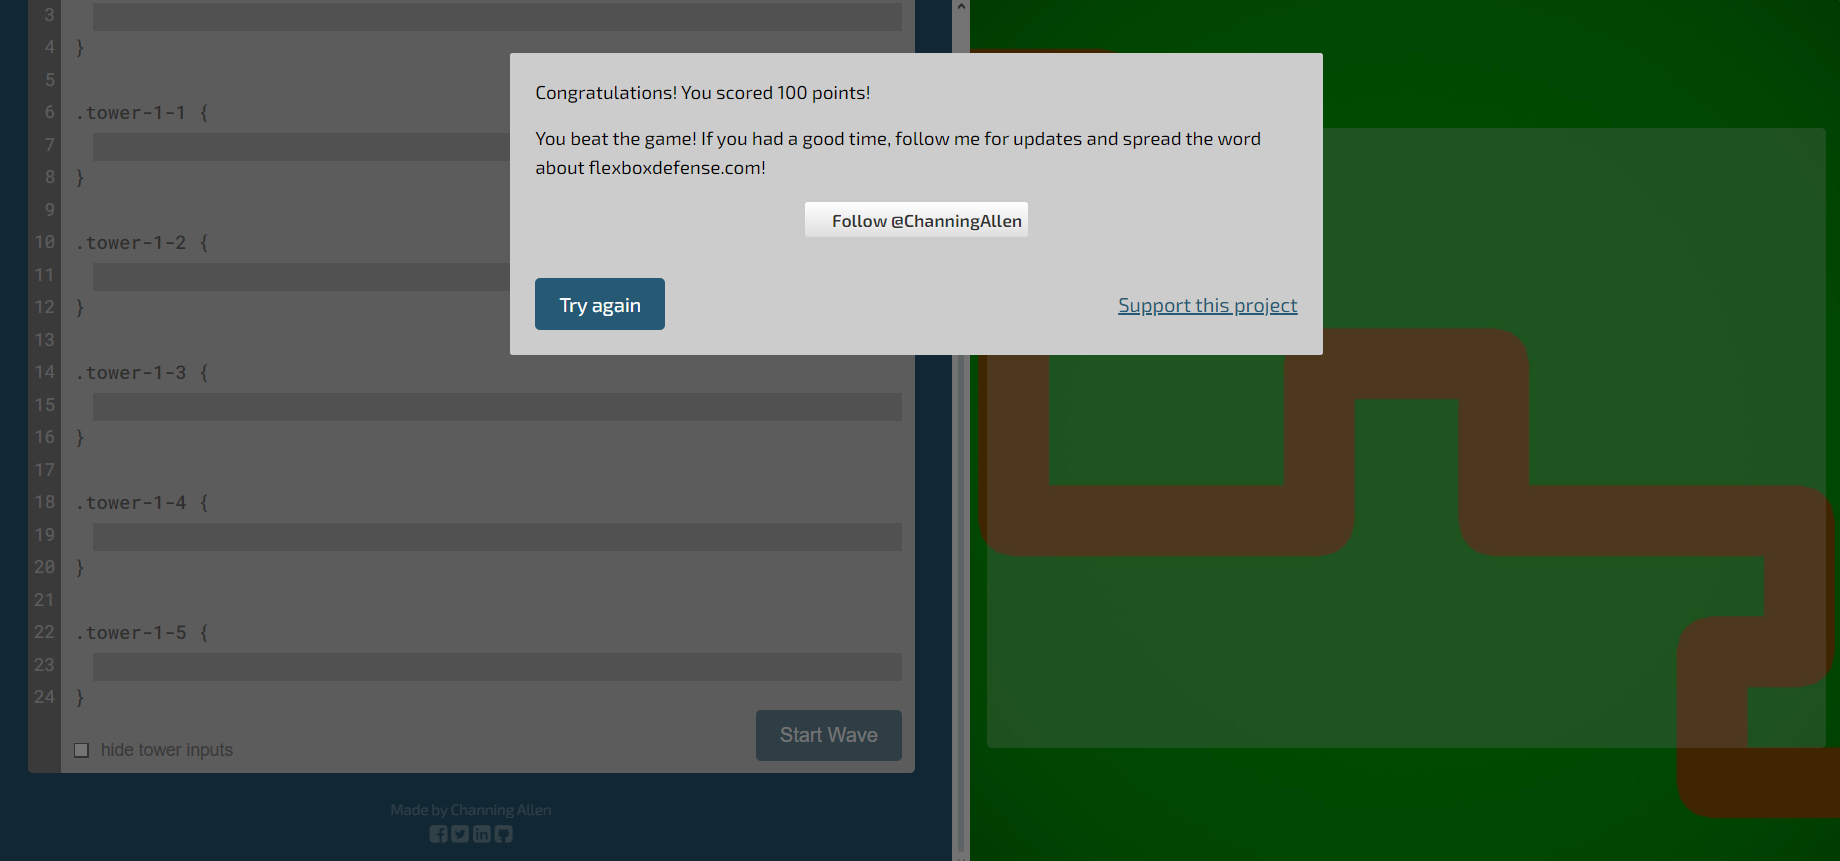 3
4 }
5
6 .tower-1-1 {
7
8 }
9
10 .tower-1-2 {
11
12 }
13
14 .tower-1-3 {
15
16 }
17
18 .tower-1-4 {
19
20 }
21
22 .tower-1-5 {
23
24 }
hide tower inputs
Start Wave
Made by Channing Allen
Congratulations! You scored 100 points!
You beat the game! If you had a good time, follow me for updates and spread the word
about flexboxdefense.com!
Follow @ChanningAllen
Try again
Support this project